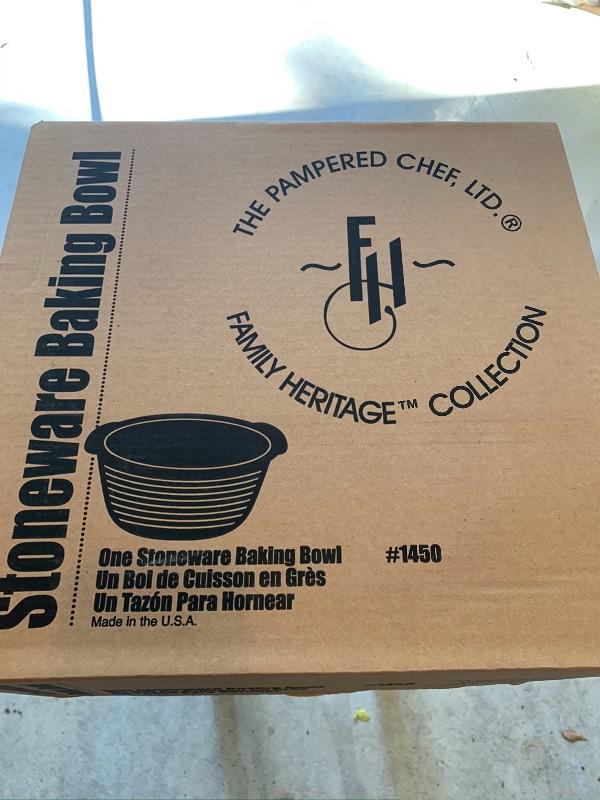 Stoneware Baking Bowl
THE PAMPERED CHEF, LTD.®
FH
FAMILY HERITAGE™ COLLECTION
One Stoneware Baking Bowl #1450
Un Bol de Cuisson en Grès
Un Tazón Para Hornear
Made in the U.S.A.